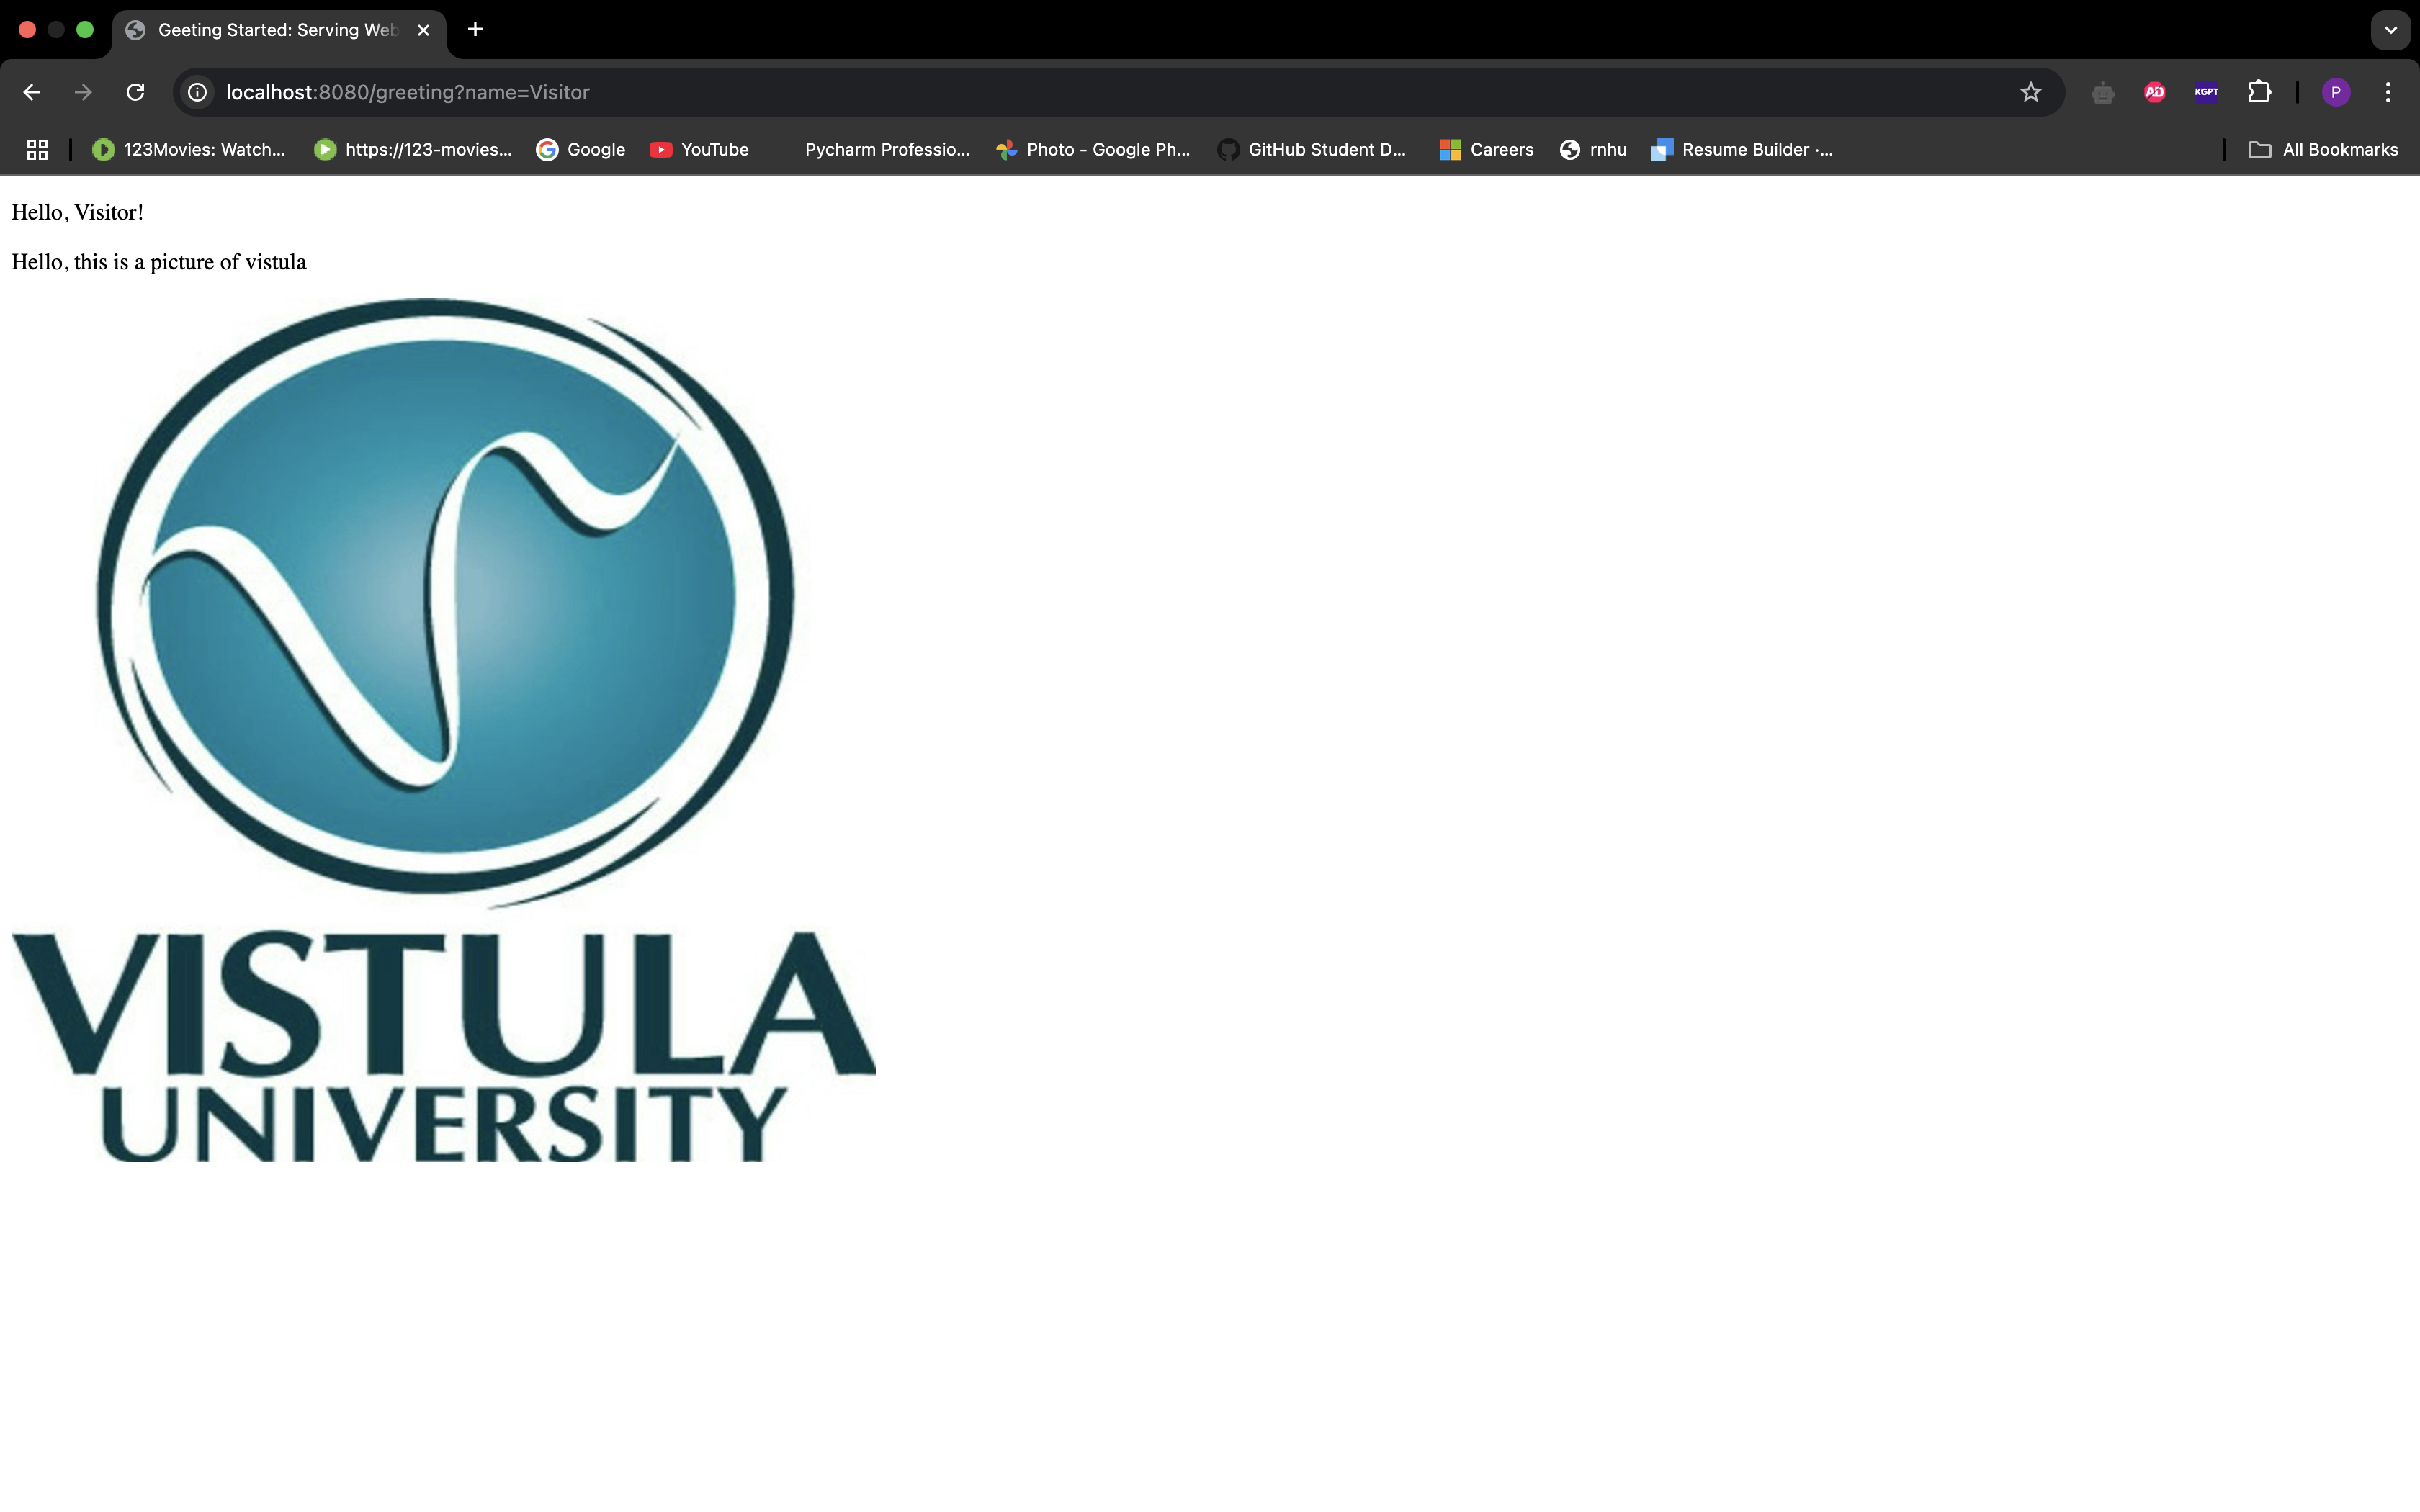 Geeting Started: Serving Web
localhost:8080/greeting?name=Visitor
AD
KGPT
P
123Movies: Watch...
https://123-movies...
Google
YouTube
Pycharm Professio...
Photo - Google Ph...
GitHub Student D...
Careers
rnhu
Resume Builder ·...
All Bookmarks
Hello, Visitor!
Hello, this is a picture of vistula
VISTULA
UNIVERSITY